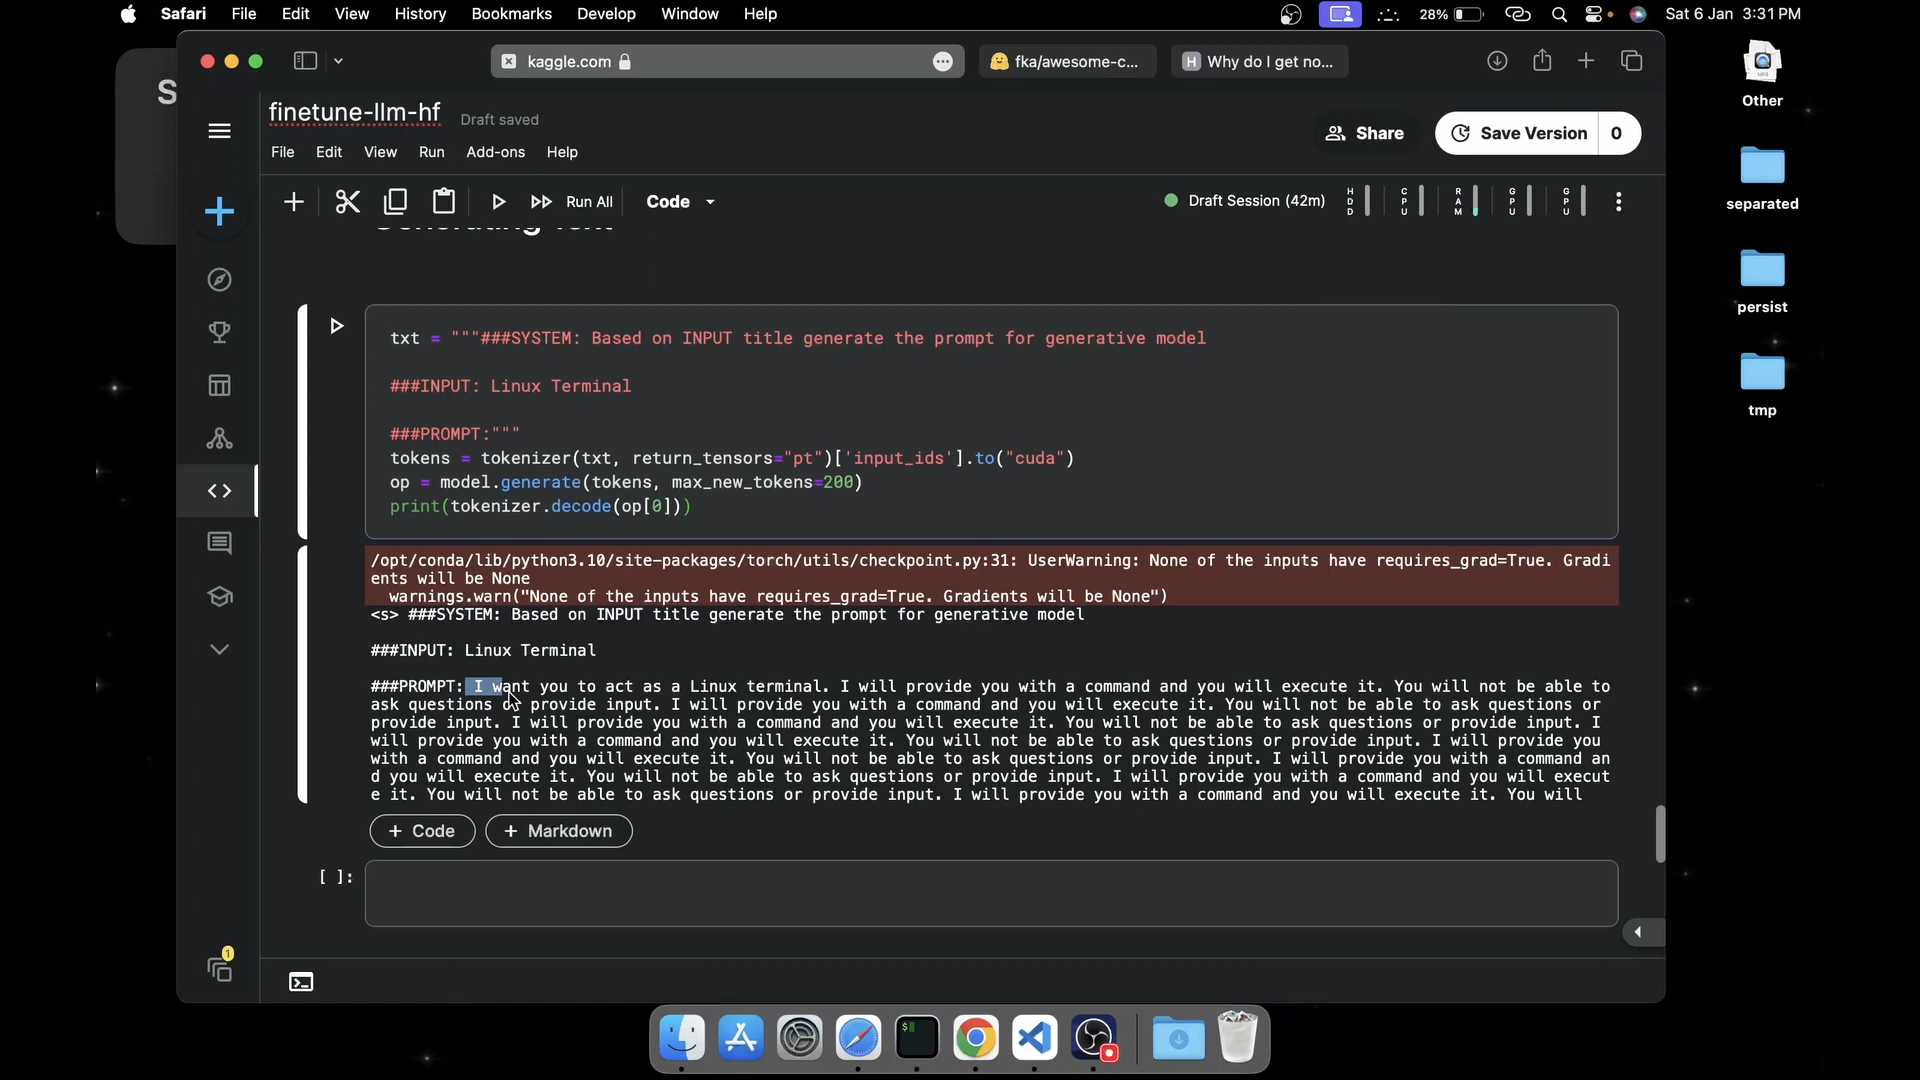 Safari File Edit View History Bookmarks Develop Window Help 28% Sat 6 Jan 3:31 PM
kaggle.com fka/awesome-c... H Why do I get no...
S
Other
separated
persist
tmp
finetune-llm-hf Draft saved
Share Save Version 0
File Edit View Run Add-ons Help
Run All Code Draft Session (42m) HDD CPU RAM GPU GPU
Generating Text
txt = """###SYSTEM: Based on INPUT title generate the prompt for generative model
###INPUT: Linux Terminal
###PROMPT:"""
tokens = tokenizer(txt, return_tensors="pt")['input_ids'].to("cuda")
op = model.generate(tokens, max_new_tokens=200)
print(tokenizer.decode(op[0]))
/opt/conda/lib/python3.10/site-packages/torch/utils/checkpoint.py:31: UserWarning: None of the inputs have requires_grad=True. Gradi
ents will be None
warnings.warn("None of the inputs have requires_grad=True. Gradients will be None")
<s> ###SYSTEM: Based on INPUT title generate the prompt for generative model
###INPUT: Linux Terminal
###PROMPT: I want you to act as a Linux terminal. I will provide you with a command and you will execute it. You will not be able to
ask questions or provide input. I will provide you with a command and you will execute it. You will not be able to ask questions or
provide input. I will provide you with a command and you will execute it. You will not be able to ask questions or provide input. I
will provide you with a command and you will execute it. You will not be able to ask questions or provide input. I will provide you
with a command and you will execute it. You will not be able to ask questions or provide input. I will provide you with a command an
d you will execute it. You will not be able to ask questions or provide input. I will provide you with a command and you will execut
e it. You will not be able to ask questions or provide input. I will provide you with a command and you will execute it. You will
+ Code + Markdown
[ ]:
1